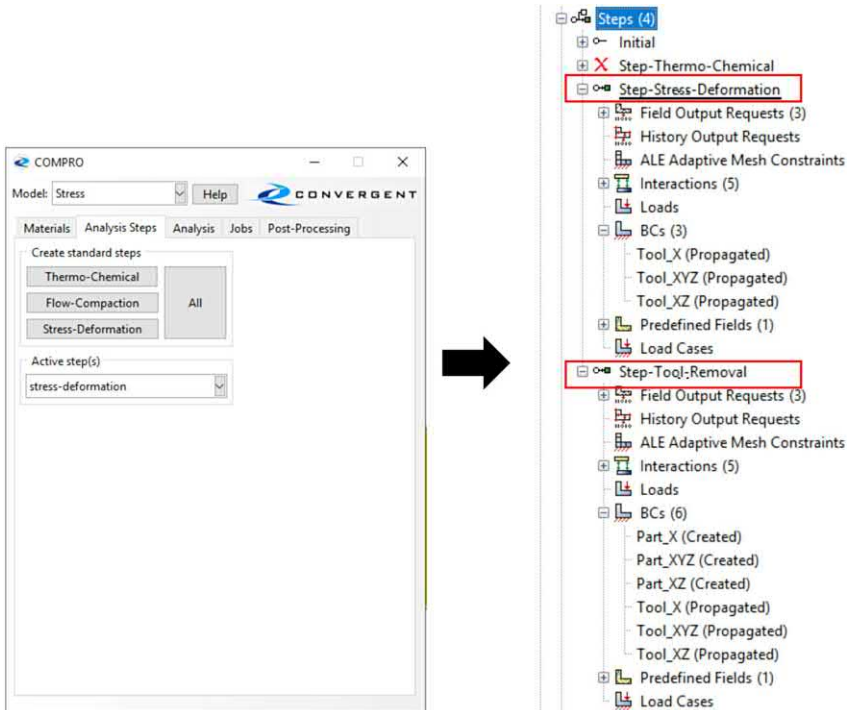 COMPRO
Model: Stress Help CONVERGENT
Materials Analysis Steps Analysis Jobs Post-Processing
Create standard steps
Thermo-Chemical
Flow-Compaction
All
Stress-Deformation
Active step(s)
stress-deformation
Steps (4)
Initial
Step-Thermo-Chemical
Step-Stress-Deformation
Field Output Requests (3)
History Output Requests
ALE Adaptive Mesh Constraints
Interactions (5)
Loads
BCs (3)
Tool_X (Propagated)
Tool_XYZ (Propagated)
Tool_XZ (Propagated)
Predefined Fields (1)
Load Cases
Step-Tool-Removal
Field Output Requests (3)
History Output Requests
ALE Adaptive Mesh Constraints
Interactions (5)
Loads
BCs (6)
Part_X (Created)
Part_XYZ (Created)
Part_XZ (Created)
Tool_X (Propagated)
Tool_XYZ (Propagated)
Tool_XZ (Propagated)
Predefined Fields (1)
Load Cases